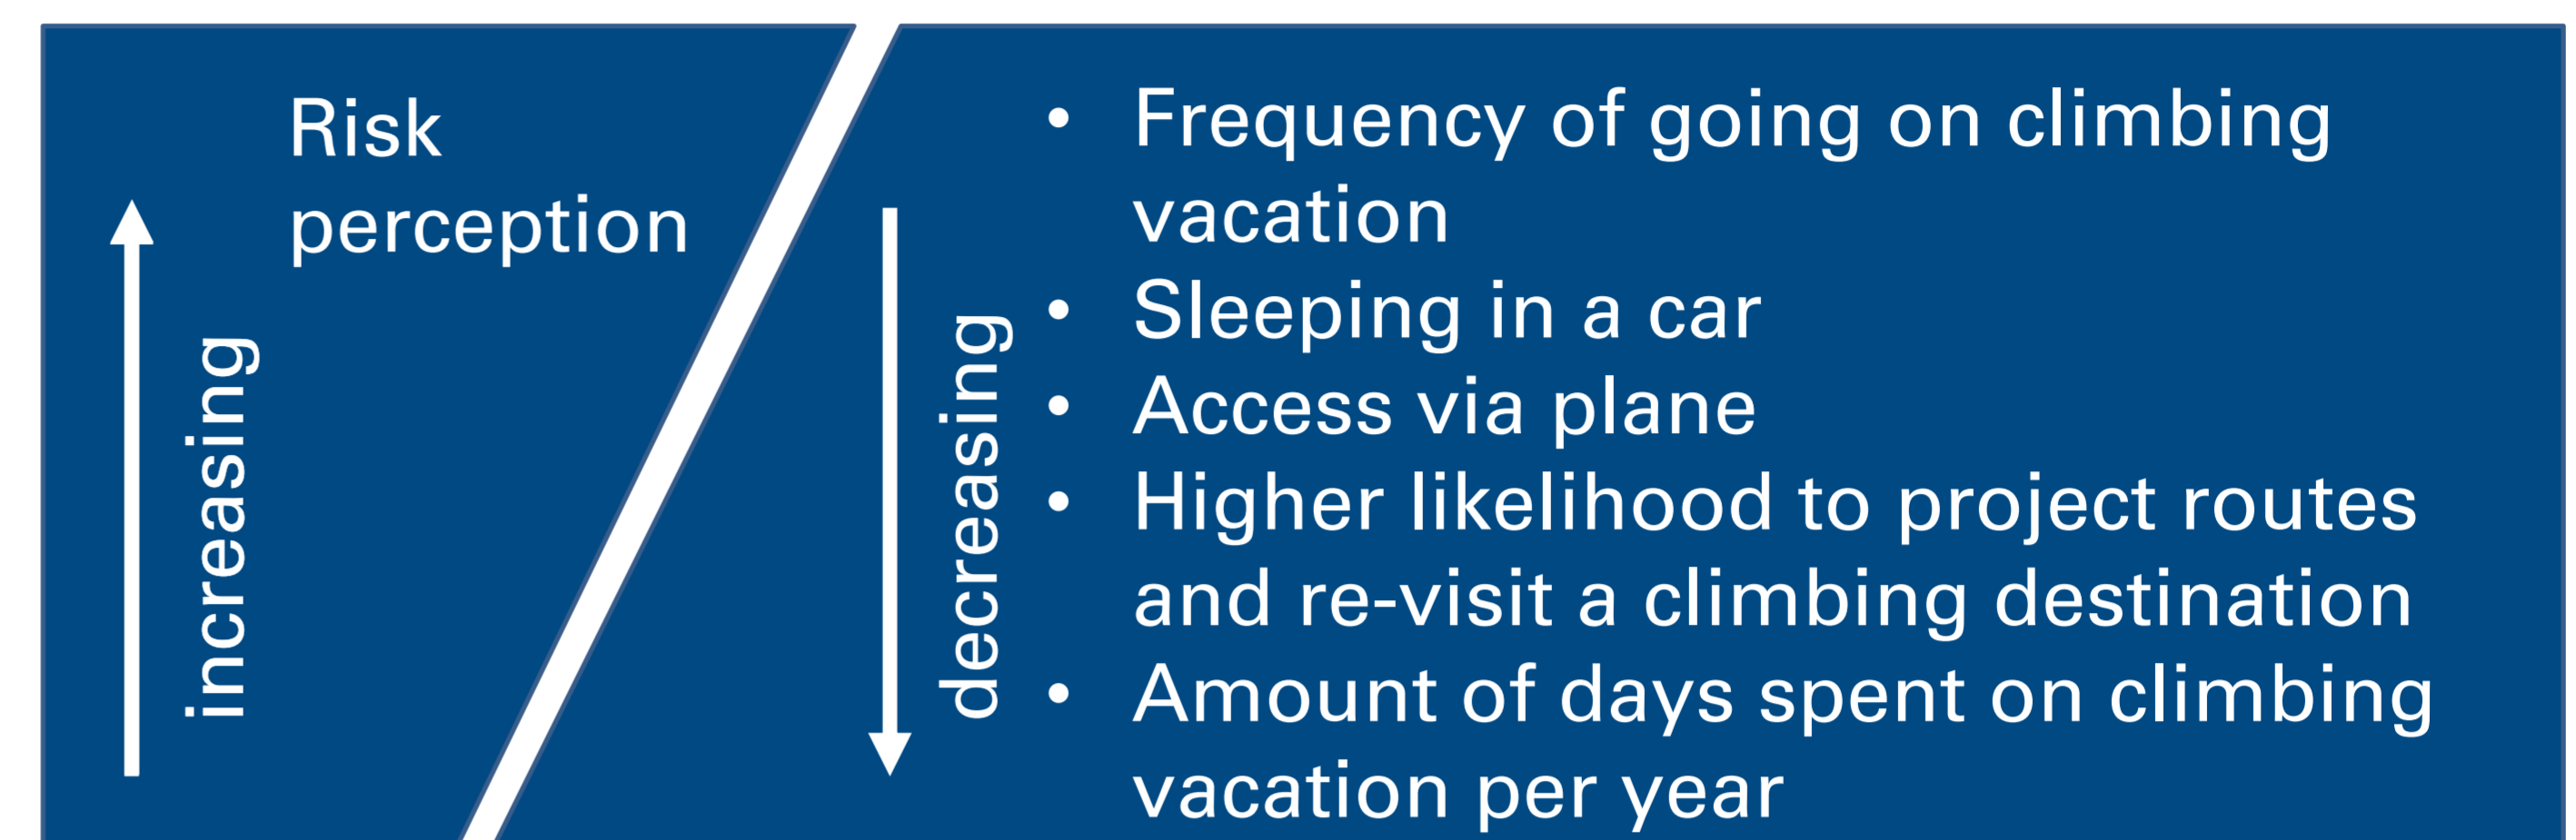 Risk
perception
increasing
decreasing
• Frequency of going on climbing
vacation
• Sleeping in a car
• Access via plane
• Higher likelihood to project routes
and re-visit a climbing destination
• Amount of days spent on climbing
vacation per year